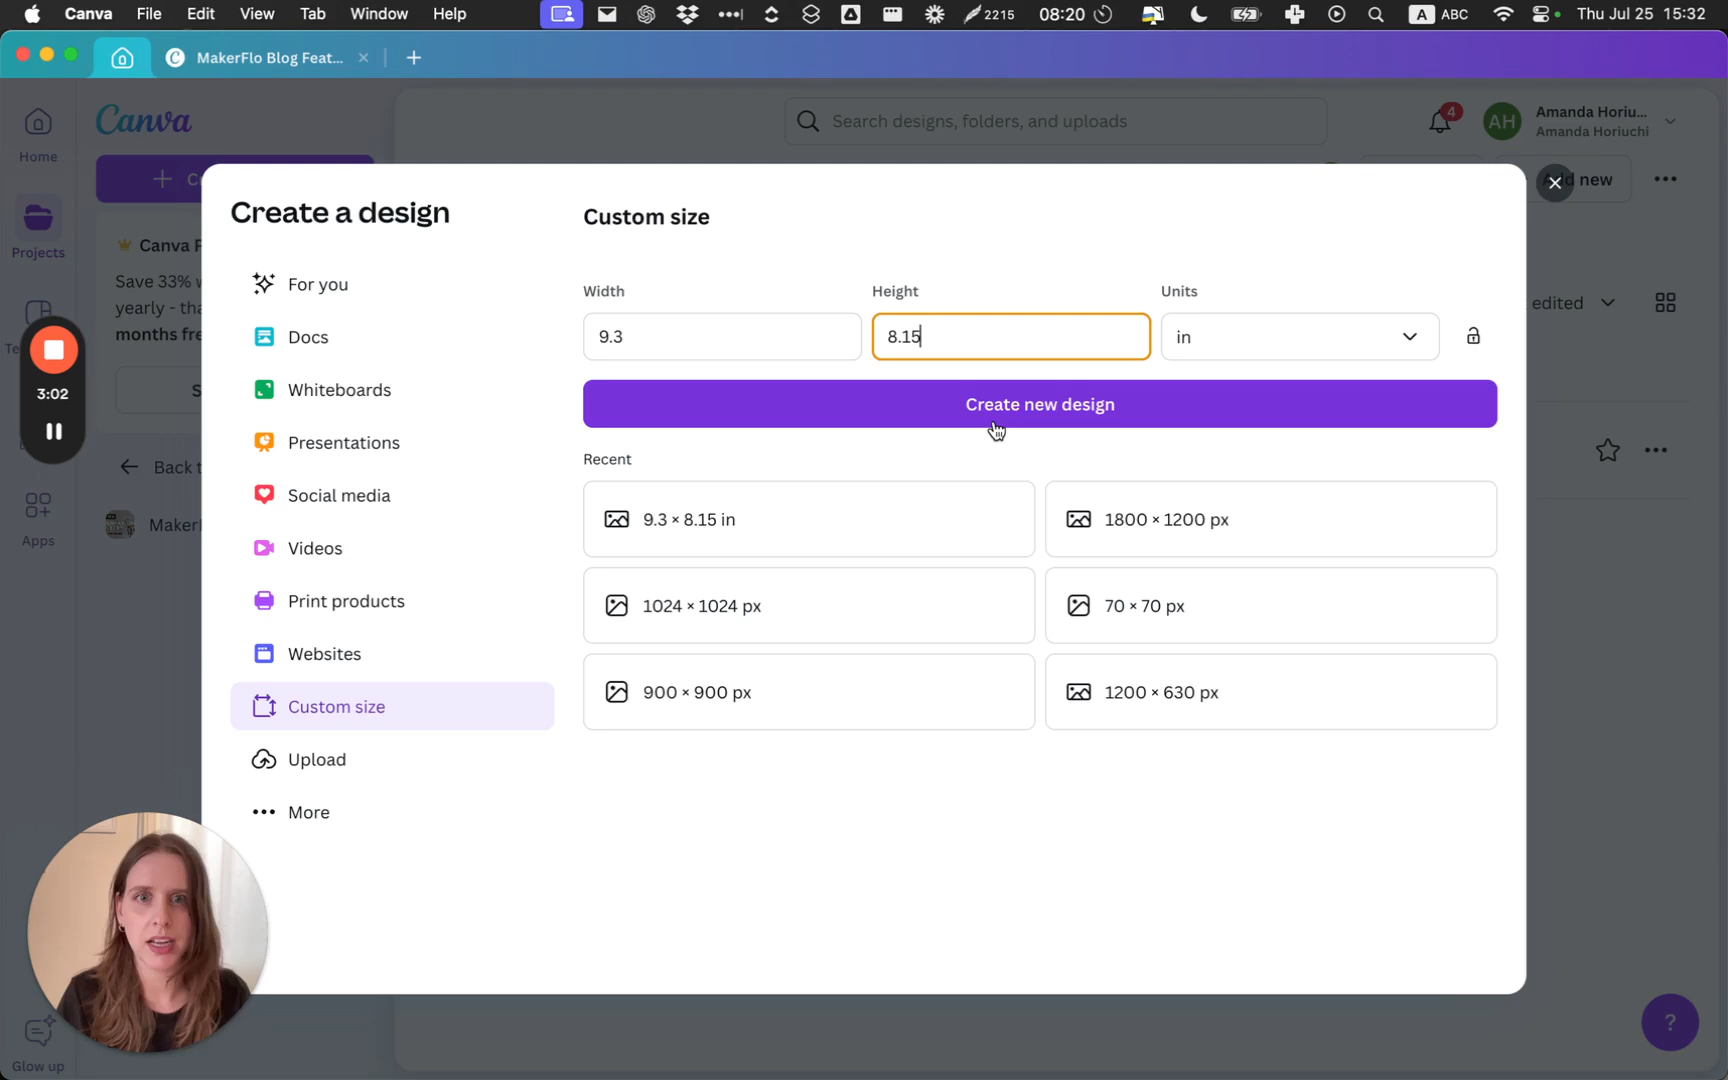 Canva File Edit View Tab Window Help 2215 08:20 A ABC Thu Jul 25 15:32
C MakerFlo Blog Feat...
Canva
Search designs, folders, and uploads
4
AH
Amanda Horiu...
Amanda Horiuchi
Home
Projects
Add new
Save 33%
yearly - th
months fre
Back t
Maker
Apps
Glow up
edited
3:02
Create a design
For you
Docs
Whiteboards
Presentations
Social media
Videos
Print products
Websites
Custom size
Upload
More
Custom size
Width Height Units
9.3 8.15 in
Create new design
Recent
9.3 × 8.15 in 1800 × 1200 px
1024 × 1024 px 70 × 70 px
900 × 900 px 1200 × 630 px
?